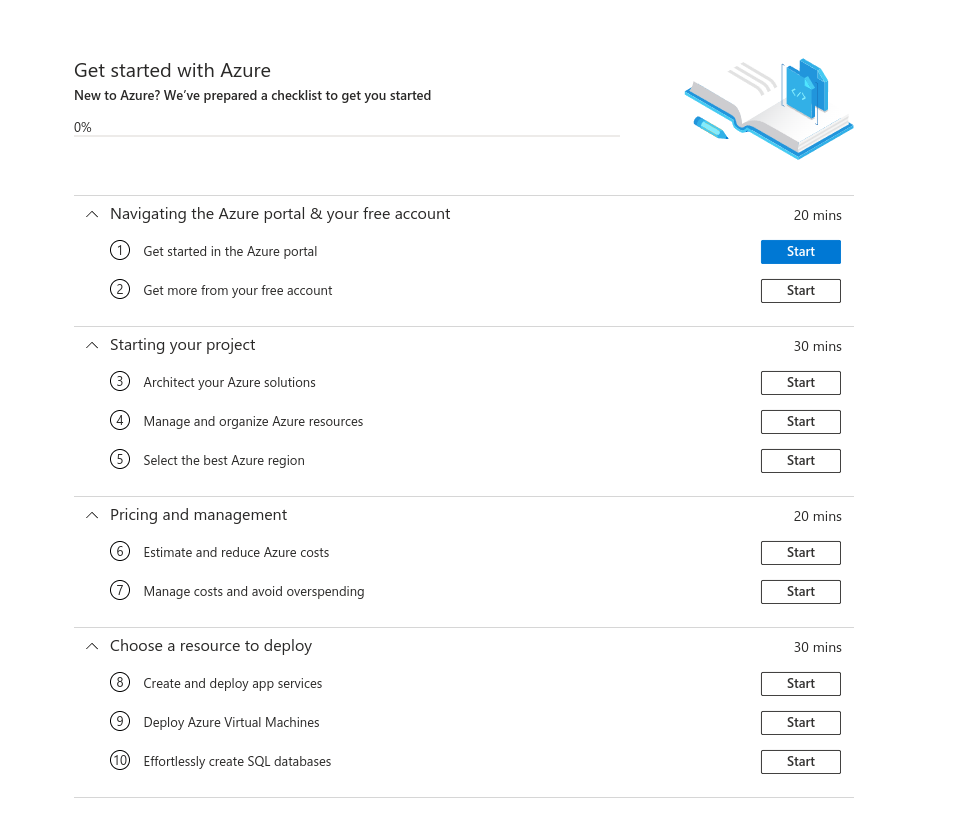 Get started with Azure
New to Azure? We've prepared a checklist to get you started
0%
</>
Navigating the Azure portal & your free account 20 mins
1 Get started in the Azure portal Start
2 Get more from your free account Start
Starting your project 30 mins
3 Architect your Azure solutions Start
4 Manage and organize Azure resources Start
5 Select the best Azure region Start
Pricing and management 20 mins
6 Estimate and reduce Azure costs Start
7 Manage costs and avoid overspending Start
Choose a resource to deploy 30 mins
8 Create and deploy app services Start
9 Deploy Azure Virtual Machines Start
10 Effortlessly create SQL databases Start